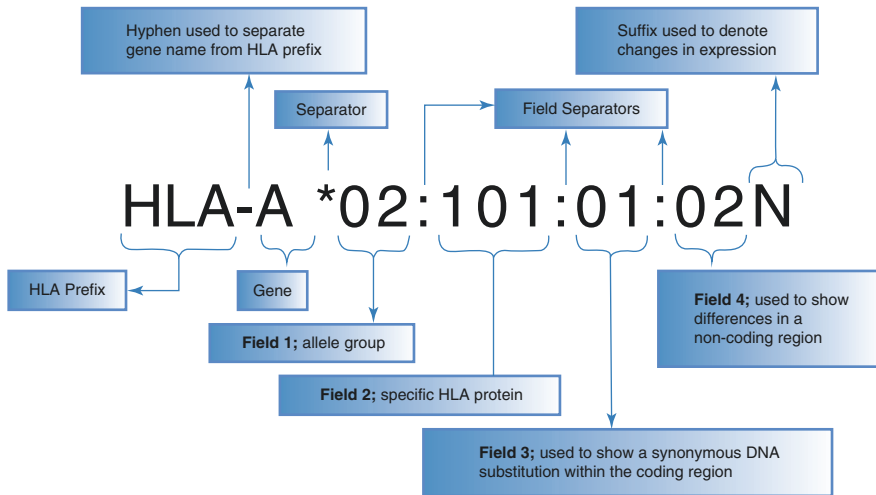 Hyphen used to separate
gene name from HLA prefix
Suffix used to denote
changes in expression
Separator
Field Separators
HLA-A *02:101:01:02N
HLA Prefix
Gene
Field 1; allele group
Field 2; specific HLA protein
Field 3; used to show a synonymous DNA
substitution within the coding region
Field 4; used to show
differences in a
non-coding region